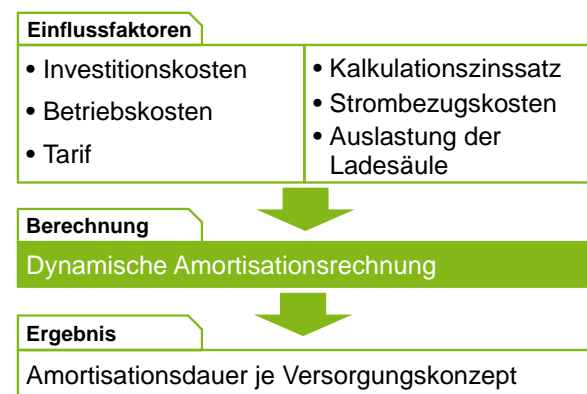 Einflussfaktoren
• Investitionskosten
• Betriebskosten
• Tarif
• Kalkulationszinssatz
• Strombezugskosten
• Auslastung der
Ladesäule
Berechnung
Dynamische Amortisationsrechnung
Ergebnis
Amortisationsdauer je Versorgungskonzept